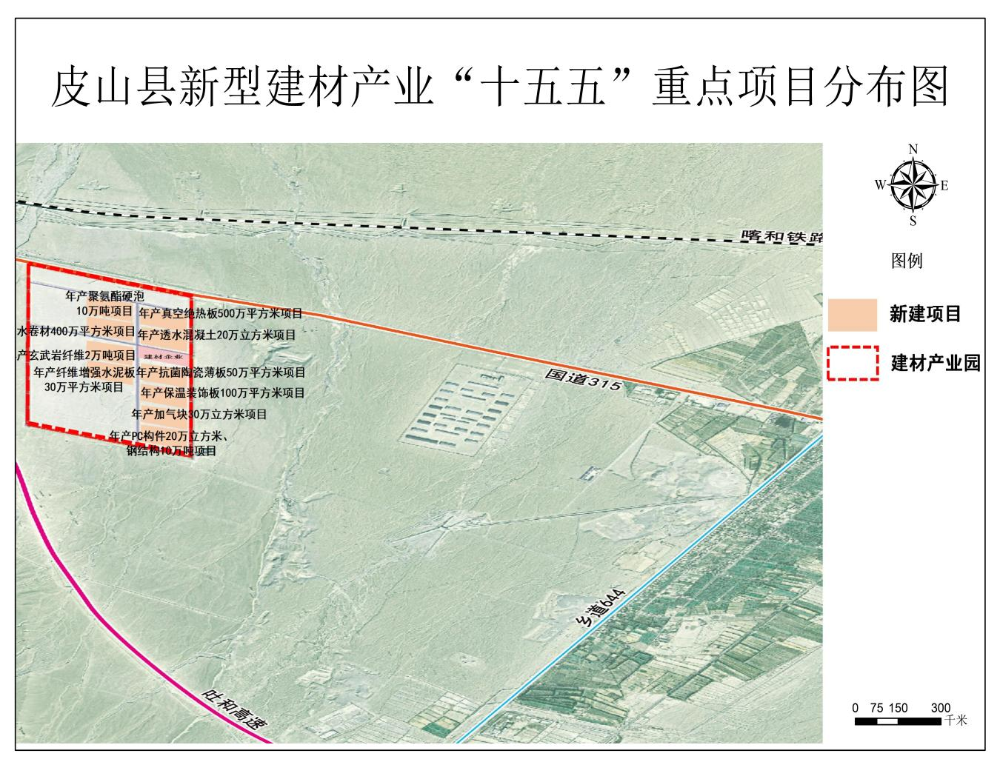 皮山县新型建材产业“十五五”重点项目分布图
N
W
E
S
喀和铁路
图例
新建项目
建材产业园
年产聚氨酯硬泡
10万吨项目
年产真空绝热板500万平方米项目
水卷材400万平方米项目
年产透水混凝土20万立方米项目
产玄武岩纤维2万吨项目
建材企业
年产纤维增强水泥板
30万平方米项目
年产抗菌陶瓷薄板50万平方米项目
年产保温装饰板100万平方米项目
年产加气块30万立方米项目
年产PC构件20万立方米、
钢结构10万吨项目
国道315
乡道644
吐和高速
0 75 150 300
千米